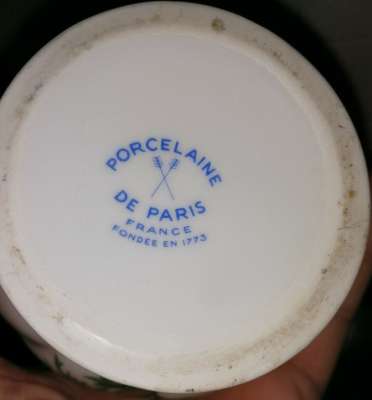 PORCELAINE
DE PARIS
FRANCE
FONDEE EN 1773